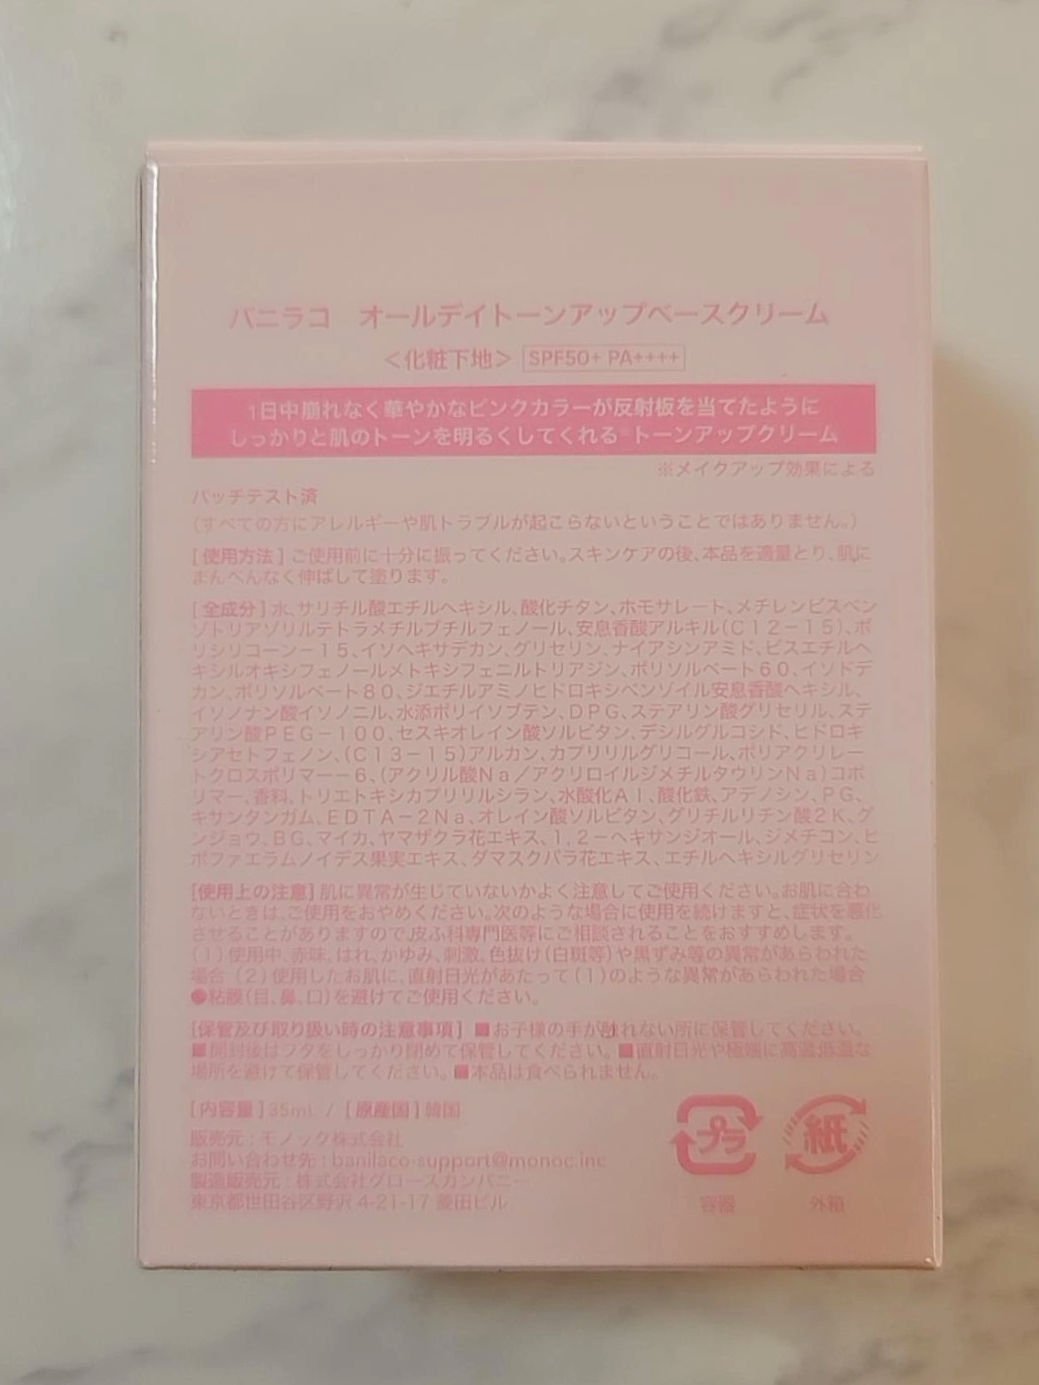 バニラコ　オールデイトーンアップベースクリーム
＜化粧下地＞ SPF50+ PA++++
1日中崩れなく華やかなピンクカラーが反射板を当てたように
しっかりと肌のトーンを明るくしてくれる※トーンアップクリーム
※メイクアップ効果による
パッチテスト済
（すべての方にアレルギーや肌トラブルが起こらないということではありません。）
[使用方法] ご使用前に十分に振ってください。スキンケアの後、本品を適量とり、肌に
まんべんなく伸ばして塗ります。
[全成分] 水、サリチル酸エチルヘキシル、酸化チタン、ホモサレート、メチレンビスベン
ゾトリアゾリルテトラメチルブチルフェノール、安息香酸アルキル（C12－15）、ポ
リシリコーン－15、イソヘキサデカン、グリセリン、ナイアシンアミド、ビスエチルヘ
キシルオキシフェノールメトキシフェニルトリアジン、ポリソルベート60、イソドデ
カン、ポリソルベート80、ジエチルアミノヒドロキシベンゾイル安息香酸ヘキシル、
イソノナン酸イソノニル、水添ポリイソブテン、DPG、ステアリン酸グリセリル、ステ
アリン酸PEG－100、セスキオレイン酸ソルビタン、デシルグルコシド、ヒドロキ
シアセトフェノン、（C13－15）アルカン、カプリリルグリコール、ポリアクリレー
トクロスポリマー－6、（アクリル酸Na／アクリロイルジメチルタウリンNa）コポ
リマー、香料、トリエトキシカプリリルシラン、水酸化Al、酸化鉄、アデノシン、PG、
キサンタンガム、EDTA－2Na、オレイン酸ソルビタン、グリチルリチン酸2K、グ
ンジョウ、BG、マイカ、ヤマザクラ花エキス、1,2－ヘキサンジオール、ジメチコン、ヒ
ポファエラムノイデス果実エキス、ダマスクバラ花エキス、エチルヘキシルグリセリン
[使用上の注意] 肌に異常が生じていないかよく注意してご使用ください。お肌に合わ
ないときは、ご使用をおやめください。次のような場合に使用を続けますと、症状を悪化
させることがありますので、皮ふ科専門医等にご相談されることをおすすめします。
（1）使用中、赤味、はれ、かゆみ、刺激、色抜け（白斑等）や黒ずみ等の異常があらわれた
場合（2）使用したお肌に、直射日光があたって（1）のような異常があらわれた場合
●粘膜（目、鼻、口）を避けてご使用ください。
[保管及び取り扱い時の注意事項] ■お子様の手が触れない所に保管してください。
■開封後はフタをしっかり閉めて保管してください。■直射日光や極端に高温低温な
場所を避けて保管してください。■本品は食べられません。
[内容量] 35mL / [原産国] 韓国
販売元：モノック株式会社
お問い合わせ先：banilaco-support@monoc.inc
製造販売元：株式会社グロースカンパニー
東京都世田谷区野沢 4-21-17 菱田ビル
プラ 紙
容器 外箱